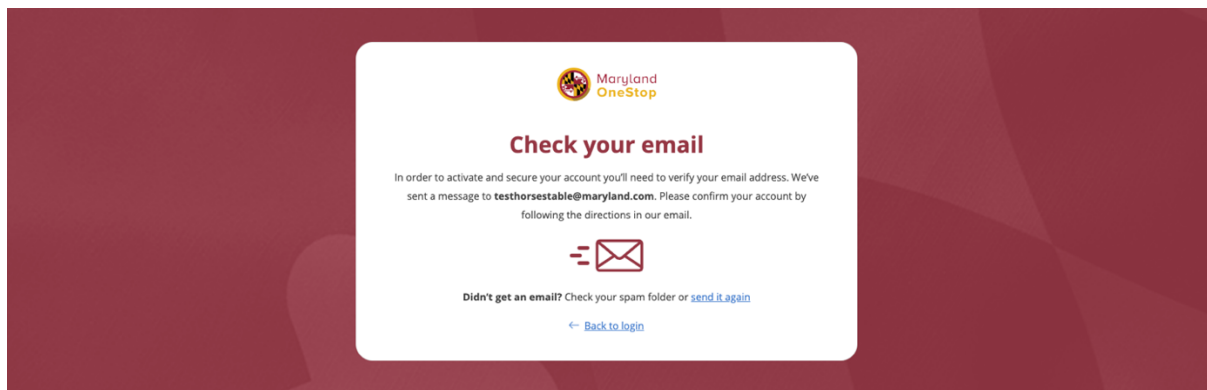 Maryland
OneStop
Check your email
In order to activate and secure your account you'll need to verify your email address. We've
sent a message to testhorsestable@maryland.com. Please confirm your account by
following the directions in our email.
Didn't get an email? Check your spam folder or send it again
← Back to login